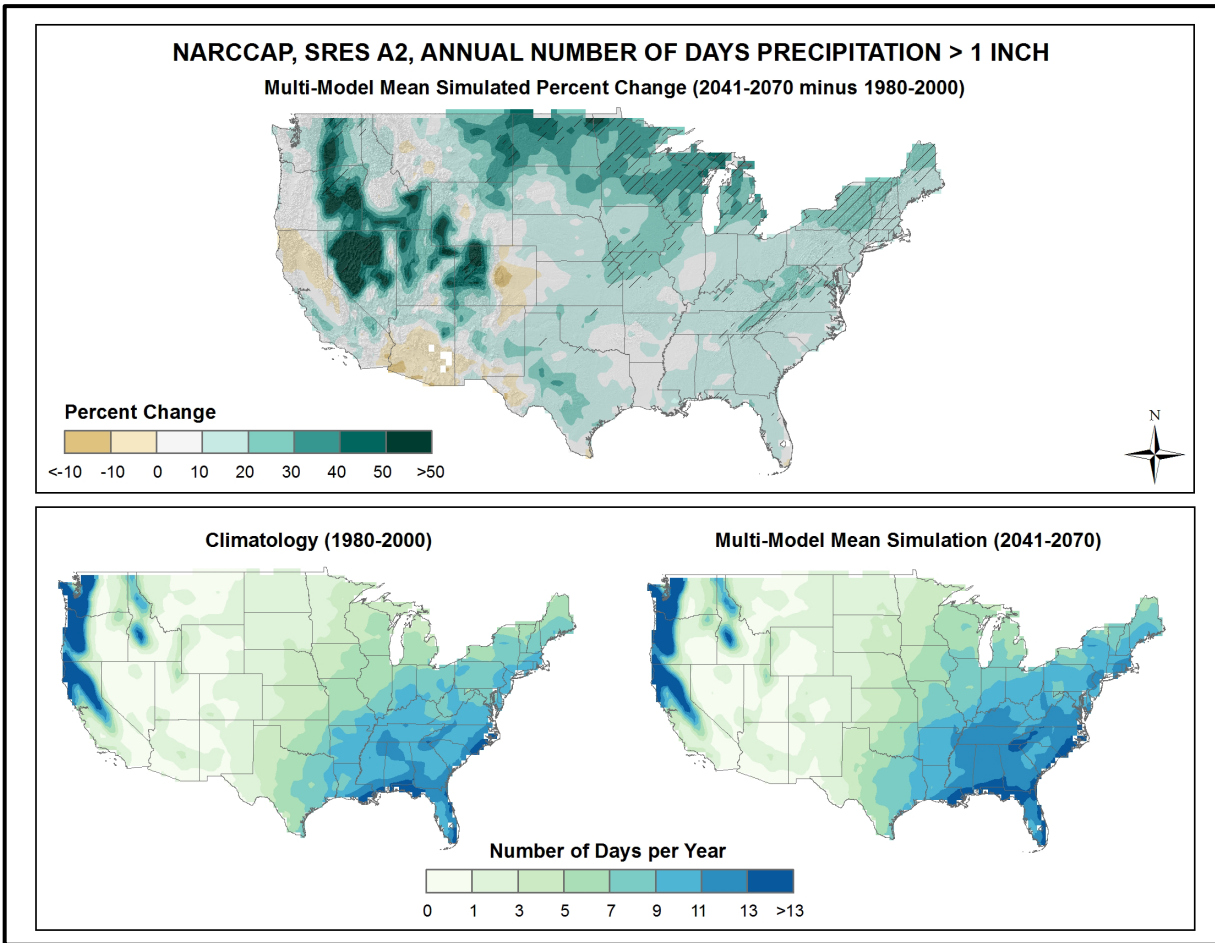 NARCCAP, SRES A2, ANNUAL NUMBER OF DAYS PRECIPITATION > 1 INCH
Multi-Model Mean Simulated Percent Change (2041-2070 minus 1980-2000)
Percent Change
<-10 -10 0 10 20 30 40 50 >50
N
Climatology (1980-2000)
Multi-Model Mean Simulation (2041-2070)
Number of Days per Year
0 1 3 5 7 9 11 13 >13